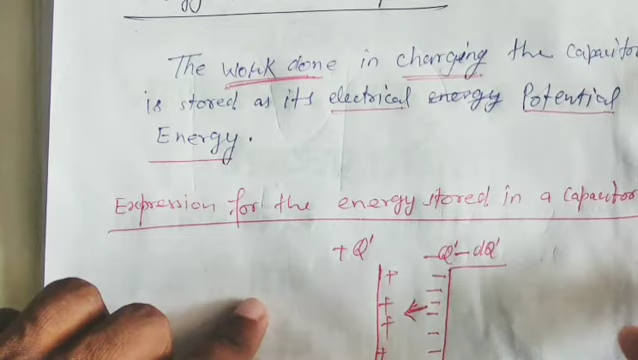 The work done in charging the capacitor
is stored as its electrical energy Potential
Energy.
Expression for the energy stored in a capacitor
+Q' -Q'-dQ'